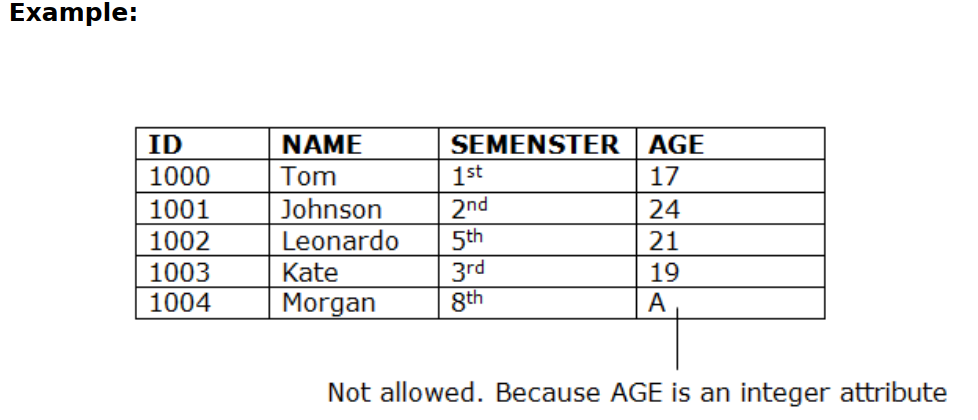 Example:
ID NAME SEMENSTER AGE
1000 Tom 1st 17
1001 Johnson 2nd 24
1002 Leonardo 5th 21
1003 Kate 3rd 19
1004 Morgan 8th A
Not allowed. Because AGE is an integer attribute